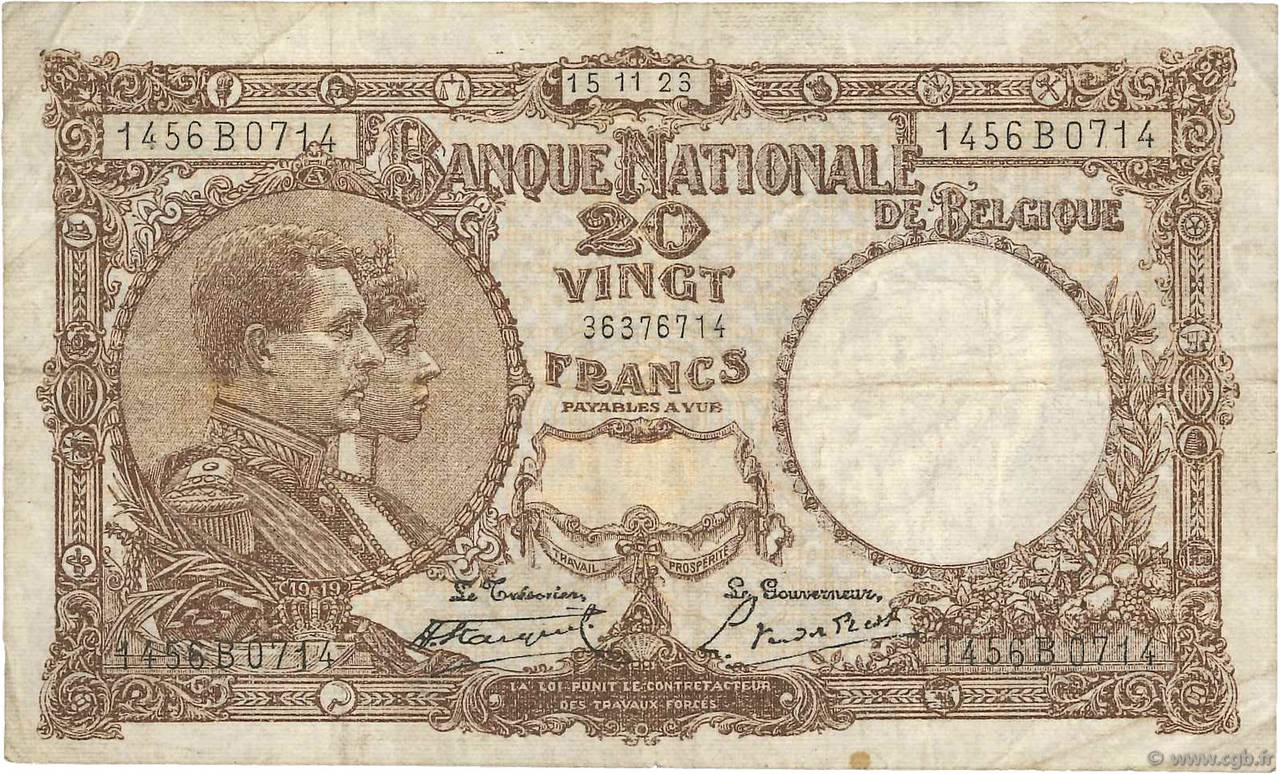 15 11 23
1456B0714
1456B0714
BANQUE NATIONALE
DE BELGIQUE
20
VINGT
36376714
FRANCS
PAYABLES A VUE
TRAVAIL PROSPERITÉ
1919
Le Trésorier,
Le Gouverneur,
1456B0714
1456B0714
LA LOI PUNIT LE CONTREFACTEUR
DES TRAVAUX FORCÉS
© www.cgb.fr